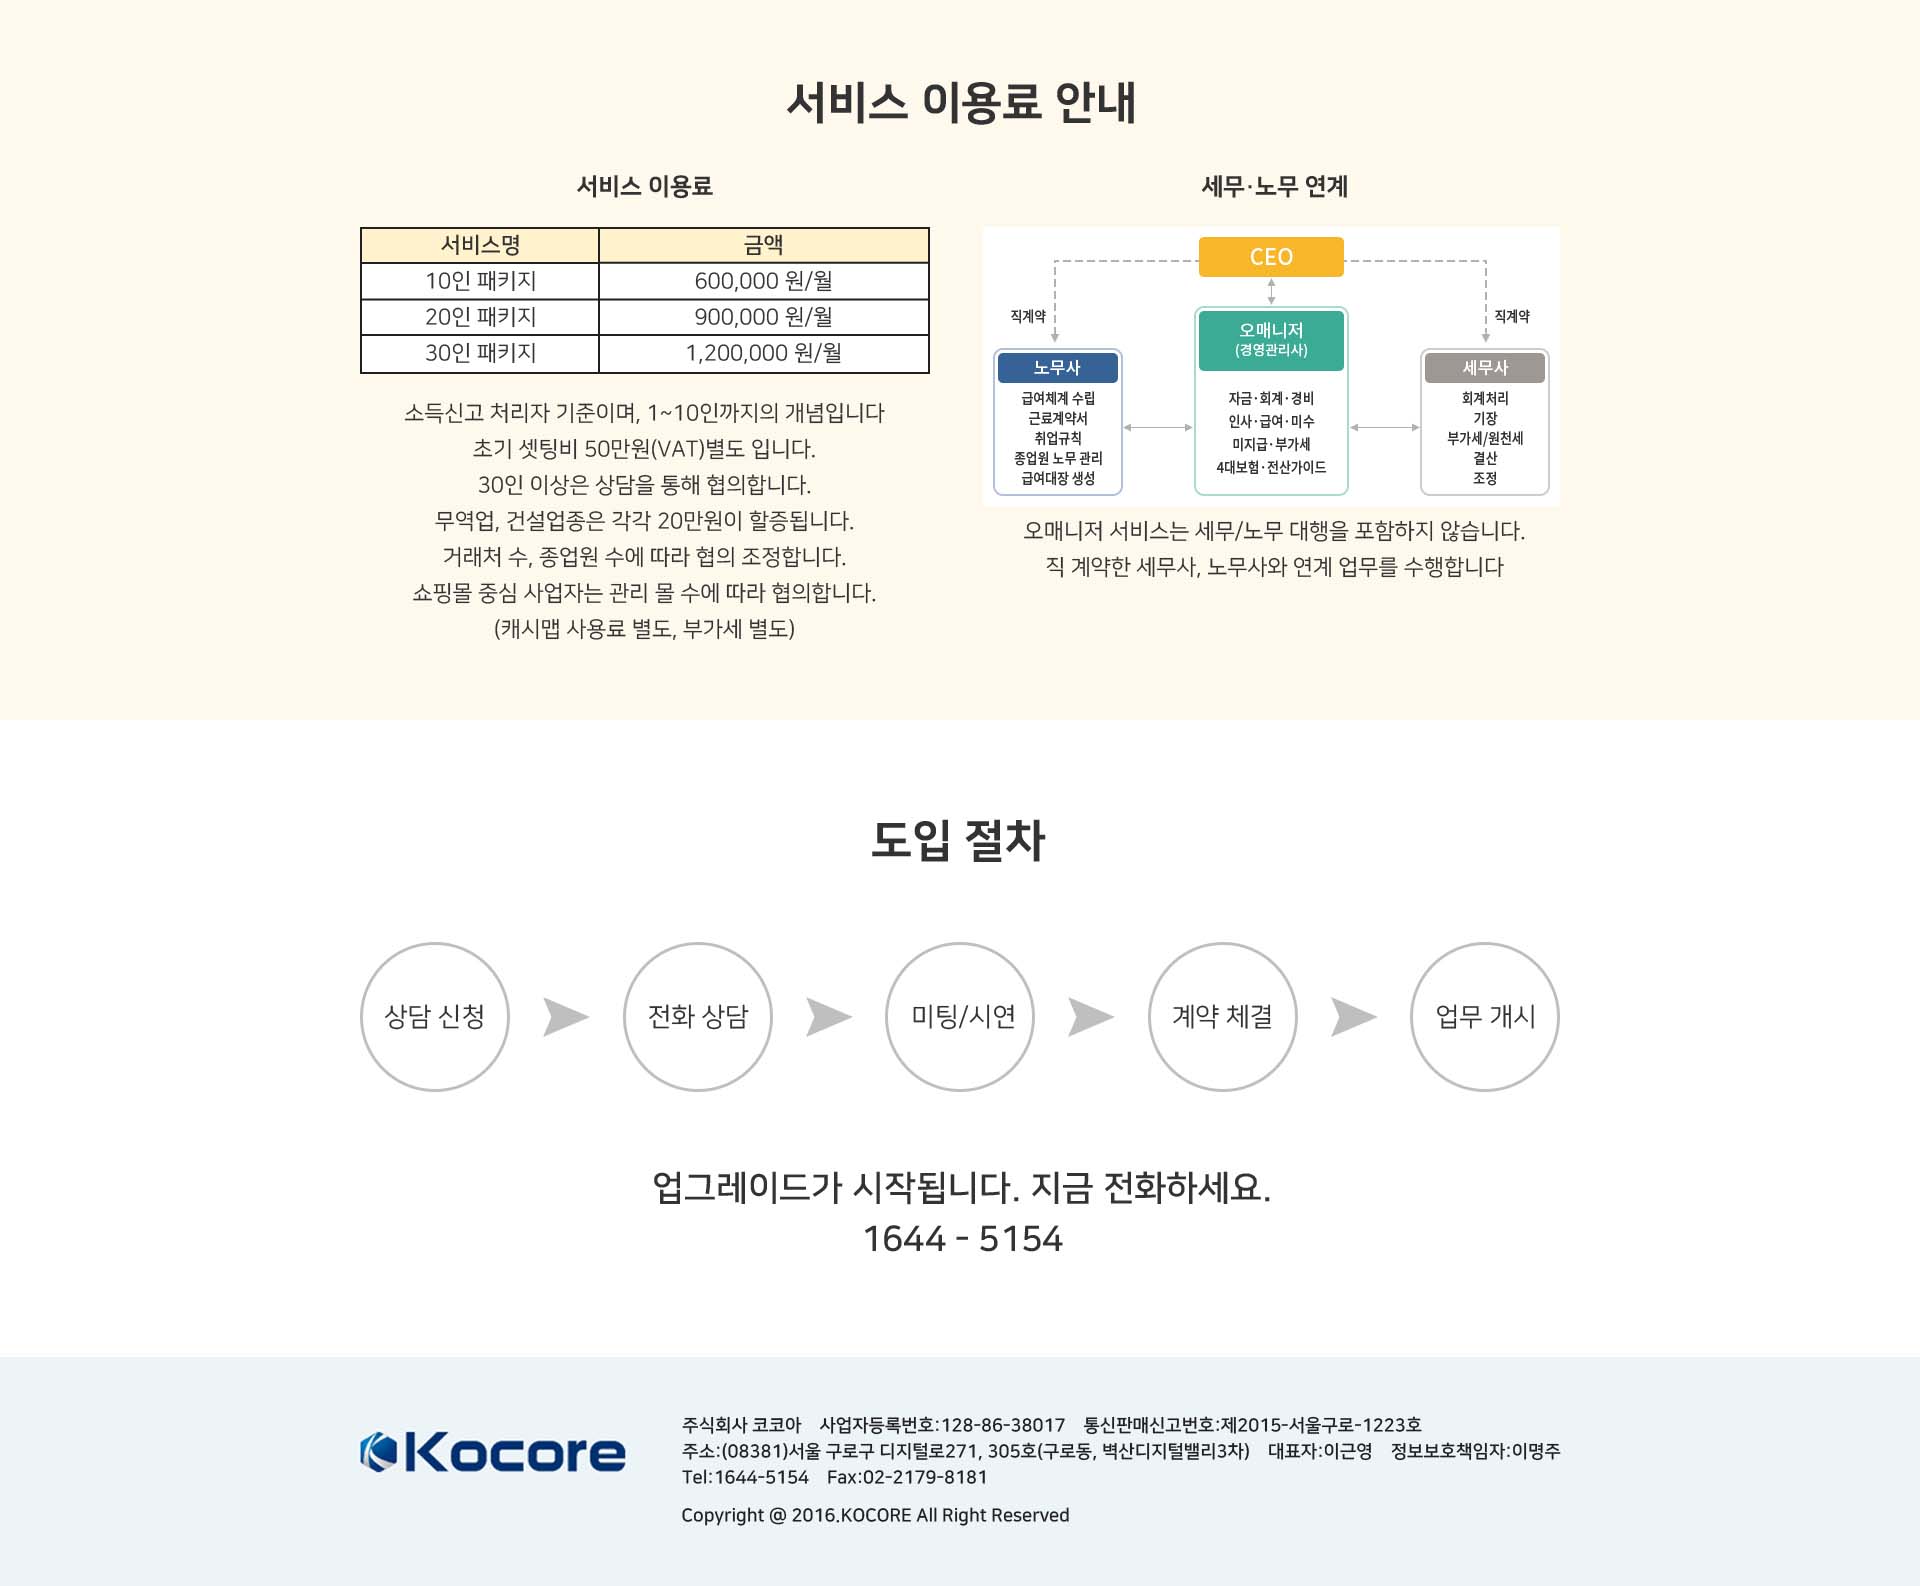 서비스 이용료 안내
서비스 이용료
서비스명 금액
10인 패키지 600,000 원/월
20인 패키지 900,000 원/월
30인 패키지 1,200,000 원/월
소득신고 처리자 기준이며, 1~10인까지의 개념입니다
초기 셋팅비 50만원(VAT)별도 입니다.
30인 이상은 상담을 통해 협의합니다.
무역업, 건설업종은 각각 20만원이 할증됩니다.
거래처 수, 종업원 수에 따라 협의 조정합니다.
쇼핑몰 중심 사업자는 관리 몰 수에 따라 협의합니다.
(캐시맵 사용료 별도, 부가세 별도)
세무·노무 연계
CEO
직계약
직계약
노무사
급여체계 수립
근료계약서
취업규칙
종업원 노무 관리
급여대장 생성
오매니저
(경영관리사)
자금·회계·경비
인사·급여·미수
미지급·부가세
4대보험·전산가이드
세무사
회계처리
기장
부가세/원천세
결산
조정
오매니저 서비스는 세무/노무 대행을 포함하지 않습니다.
직 계약한 세무사, 노무사와 연계 업무를 수행합니다
도입 절차
상담 신청
전화 상담
미팅/시연
계약 체결
업무 개시
업그레이드가 시작됩니다. 지금 전화하세요.
1644 - 5154
Kocore
주식회사 코코아 사업자등록번호:128-86-38017 통신판매신고번호:제2015-서울구로-1223호
주소:(08381)서울 구로구 디지털로271, 305호(구로동, 벽산디지털밸리3차) 대표자:이근영 정보보호책임자:이명주
Tel:1644-5154 Fax:02-2179-8181
Copyright @ 2016.KOCORE All Right Reserved